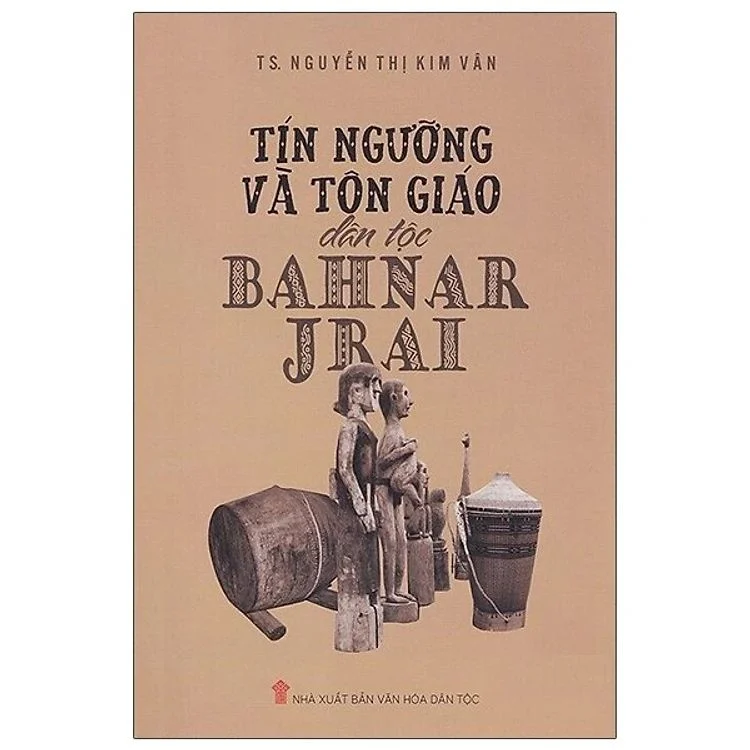 TS. NGUYỄN THỊ KIM VÂN
TÍN NGƯỠNG
VÀ TÔN GIÁO
dân tộc
BAHNAR
JRAI
NHÀ XUẤT BẢN VĂN HÓA DÂN TỘC